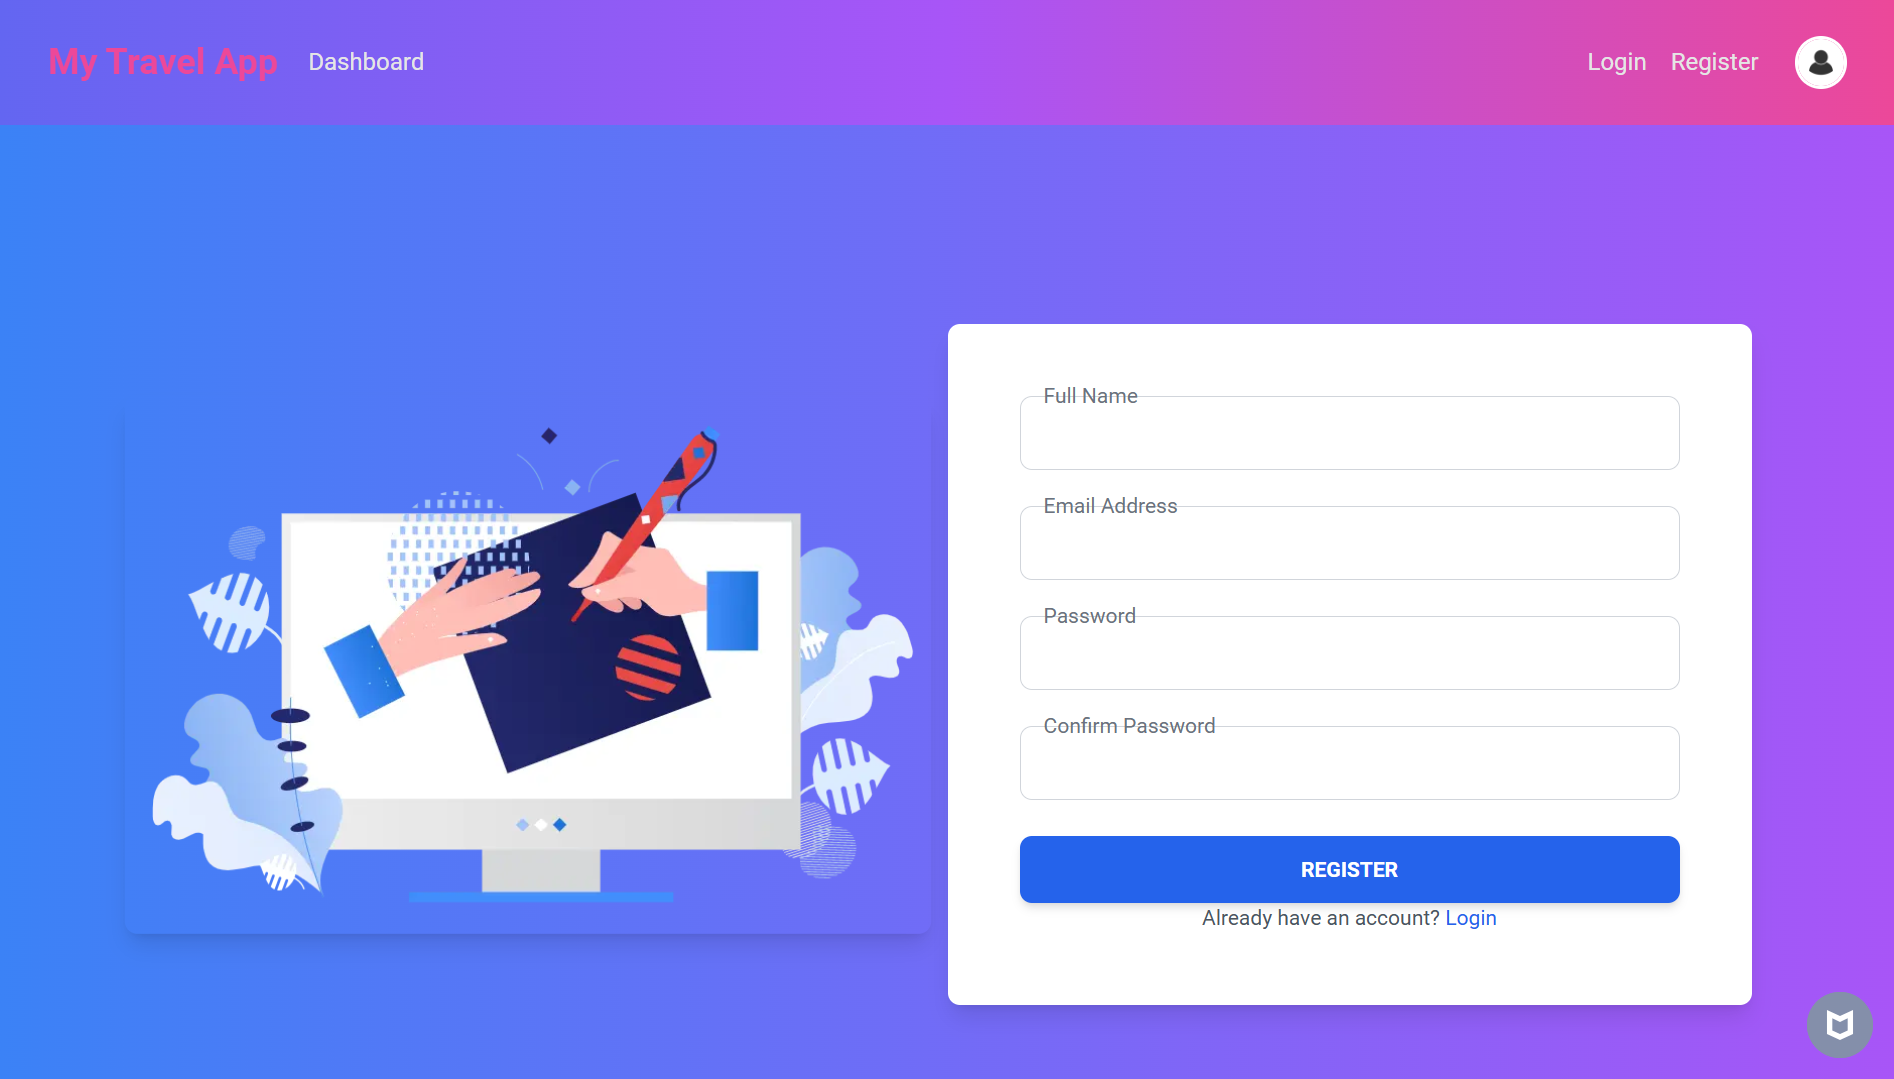 My Travel App
Dashboard
Login
Register
Full Name
Email Address
Password
Confirm Password
REGISTER
Already have an account? Login